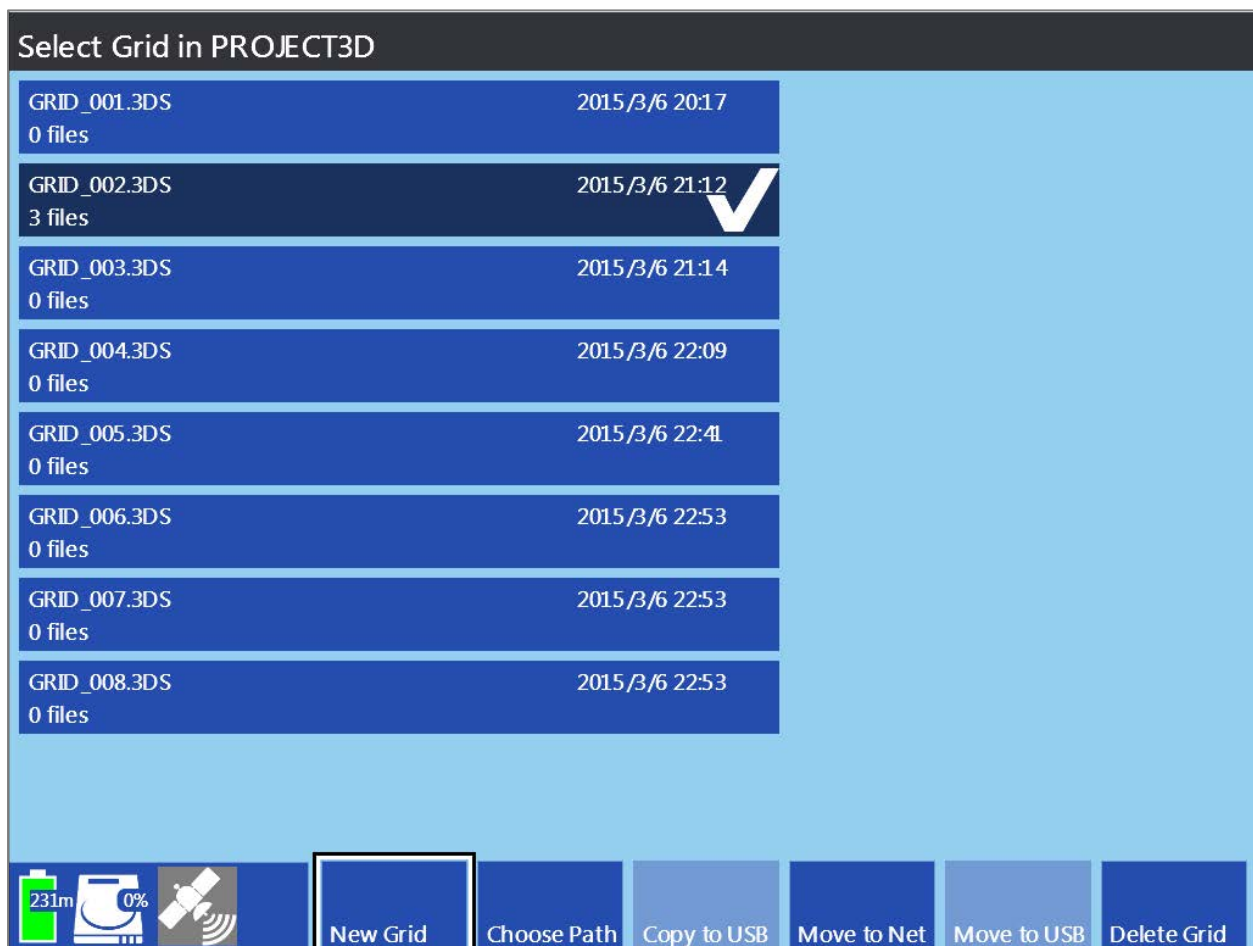 Select Grid in PROJECT3D
GRID_001.3DS 2015/3/6 20:17
0 files
GRID_002.3DS 2015/3/6 21:12
3 files
GRID_003.3DS 2015/3/6 21:14
0 files
GRID_004.3DS 2015/3/6 22:09
0 files
GRID_005.3DS 2015/3/6 22:41
0 files
GRID_006.3DS 2015/3/6 22:53
0 files
GRID_007.3DS 2015/3/6 22:53
0 files
GRID_008.3DS 2015/3/6 22:53
0 files
231m 0% New Grid Choose Path Copy to USB Move to Net Move to USB Delete Grid